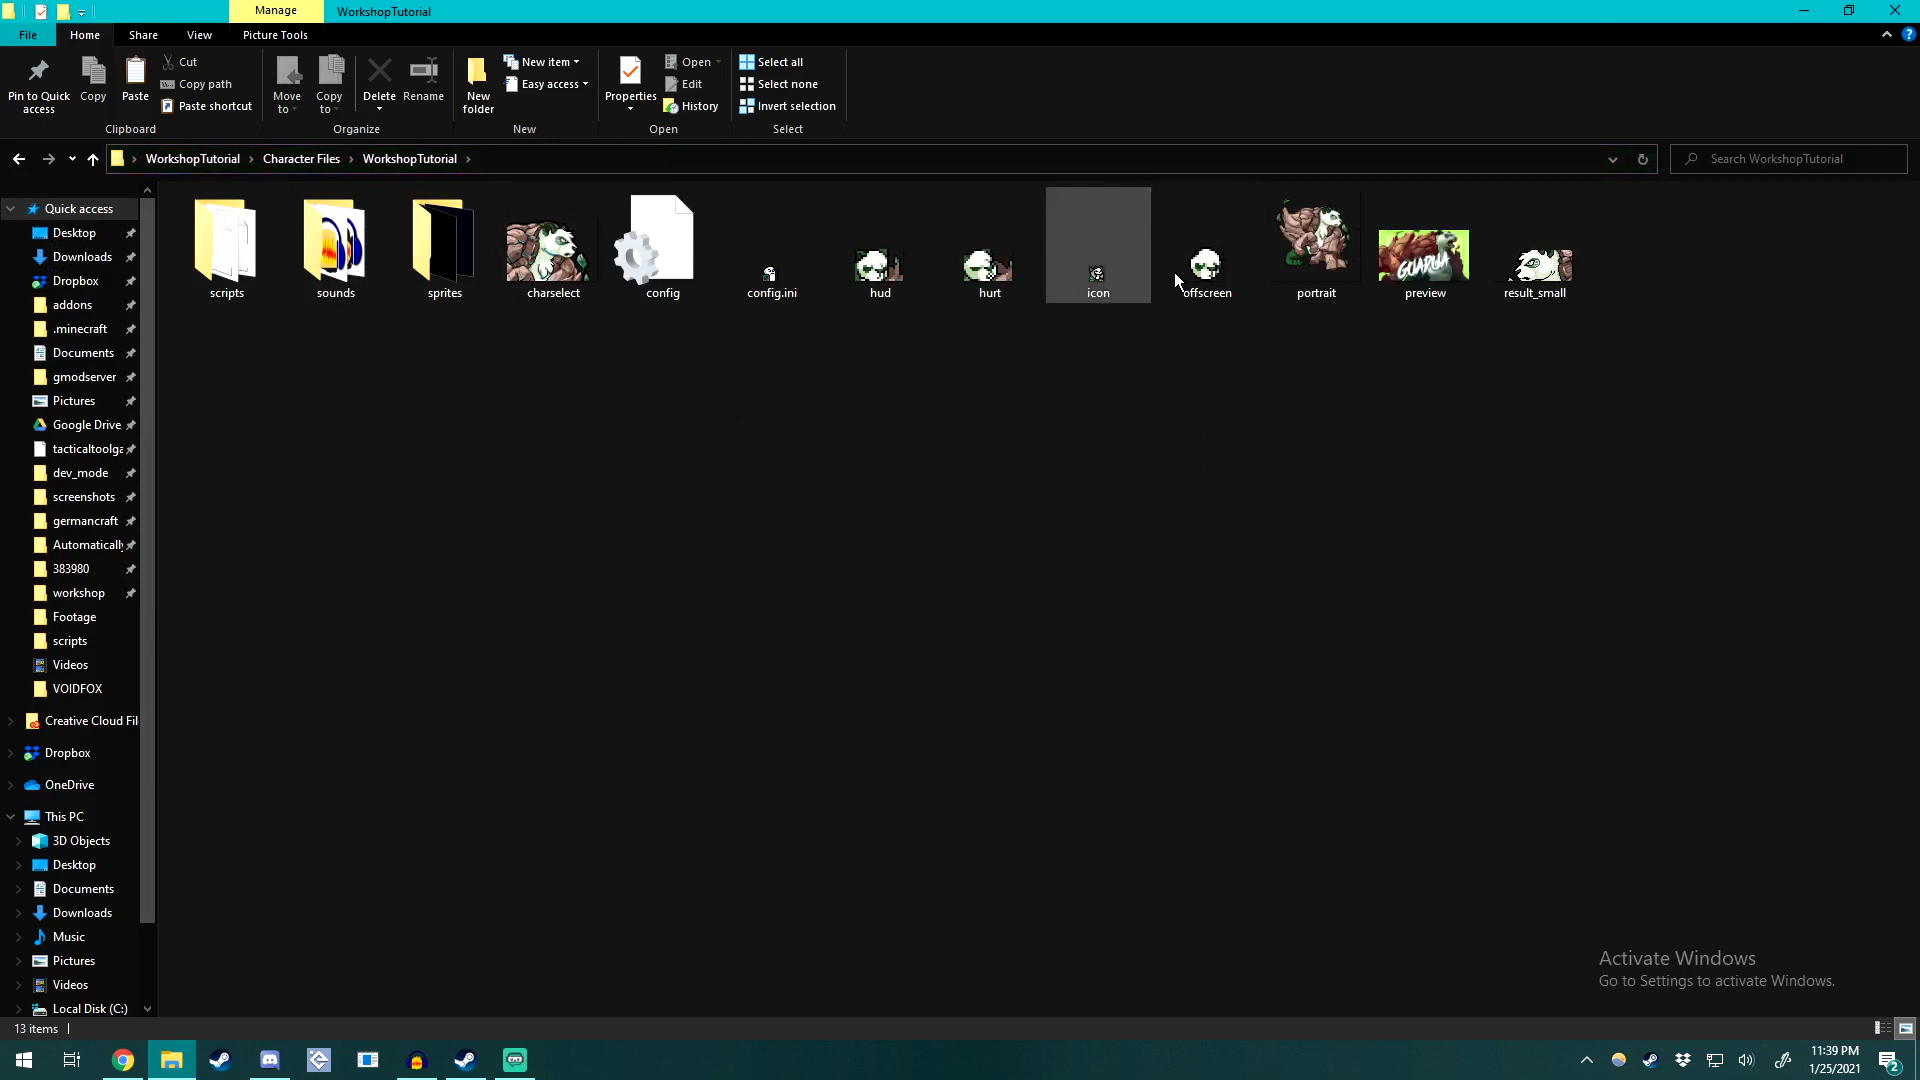 Manage
WorkshopTutorial
File
Home
Share
View
Picture Tools
Pin to Quick access
Copy
Paste
Cut
Copy path
Paste shortcut
Clipboard
Move to
Copy to
Delete
Rename
Organize
New folder
New item
Easy access
New
Properties
Open
Edit
History
Open
Select all
Select none
Invert selection
Select
WorkshopTutorial
Character Files
WorkshopTutorial
Search WorkshopTutorial
Quick access
Desktop
Downloads
Dropbox
addons
.minecraft
Documents
gmodserver
Pictures
Google Drive
tacticaltoolga
dev_mode
screenshots
germancraft
Automatically
383980
workshop
Footage
scripts
Videos
VOIDFOX
Creative Cloud Fil
Dropbox
OneDrive
This PC
3D Objects
Desktop
Documents
Downloads
Music
Pictures
Videos
Local Disk (C:)
scripts
sounds
sprites
charselect
config
config.ini
hud
hurt
icon
offscreen
portrait
GUADUA
preview
result_small
Activate Windows
Go to Settings to activate Windows.
13 items
11:39 PM
1/25/2021
2